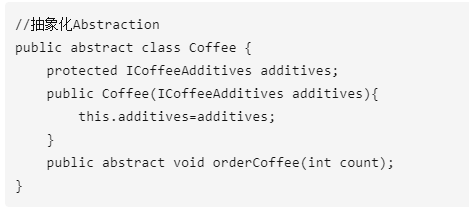 //抽象化Abstraction
public abstract class Coffee {
    protected ICoffeeAdditives additives;
    public Coffee(ICoffeeAdditives additives){
        this.additives=additives;
    }
    public abstract void orderCoffee(int count);
}